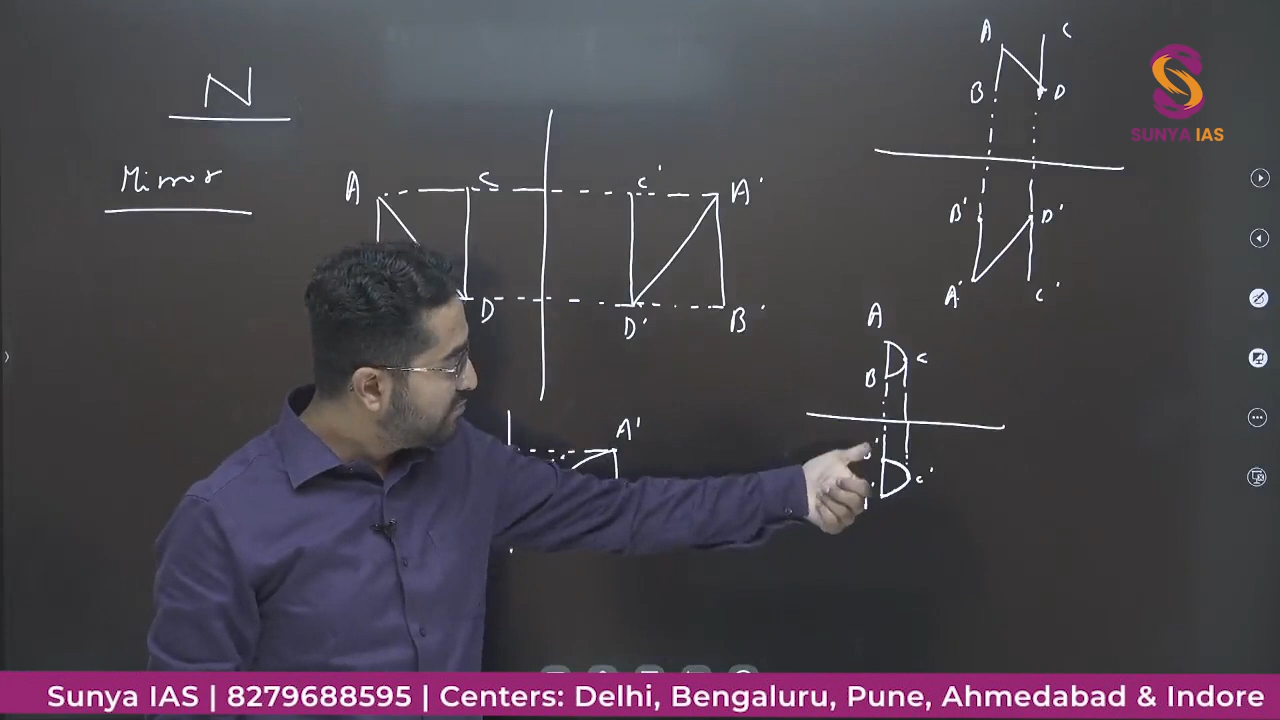 N
Mirror
A C C' A'
D D' B'
A'
A C
B D
B' D'
A' C'
A
B C
C'
SUNYA IAS
Sunya IAS | 8279688595 | Centers: Delhi, Bengaluru, Pune, Ahmedabad & Indore